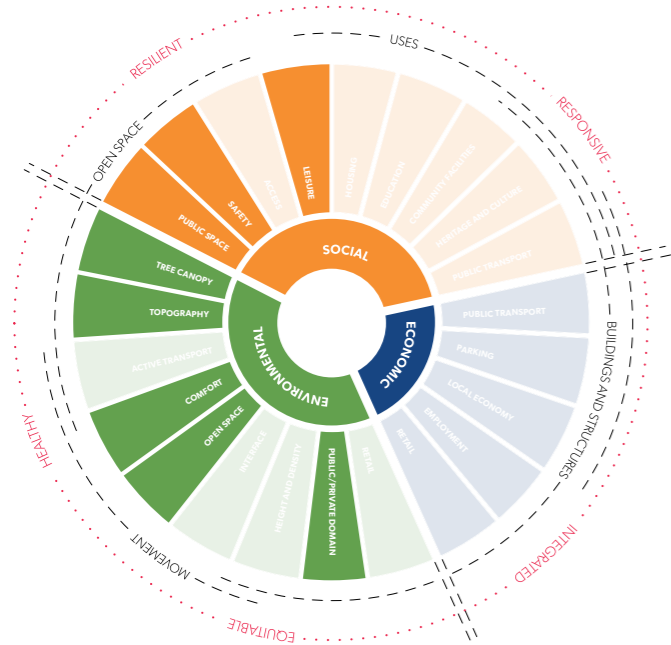 RESILIENT
USES
RESPONSIVE
OPEN SPACE
BUILDINGS AND STRUCTURES
INTEGRATED
EQUITABLE
MOVEMENT
HEALTHY
SOCIAL
PUBLIC SPACE
SAFETY
ACCESS
LEISURE
HOUSING
EDUCATION
COMMUNITY FACILITIES
HERITAGE AND CULTURE
PUBLIC TRANSPORT
ECONOMIC
PUBLIC TRANSPORT
PARKING
LOCAL ECONOMY
EMPLOYMENT
RETAIL
ENVIRONMENTAL
RETAIL
PUBLIC/PRIVATE DOMAIN
HEIGHT AND DENSITY
INTERFACE
OPEN SPACE
COMFORT
ACTIVE TRANSPORT
TOPOGRAPHY
TREE CANOPY